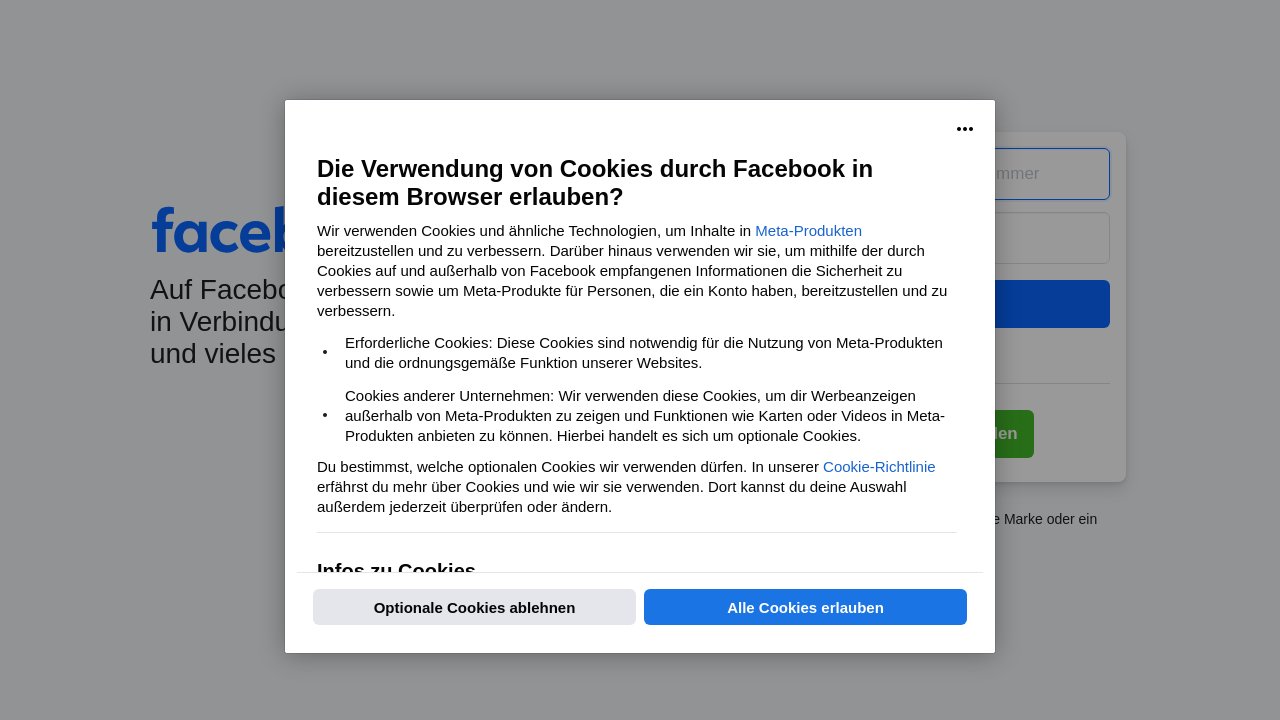 Die Verwendung von Cookies durch Facebook in
diesem Browser erlauben?
Wir verwenden Cookies und ähnliche Technologien, um Inhalte in Meta-Produkten
bereitzustellen und zu verbessern. Darüber hinaus verwenden wir sie, um mithilfe der durch
Cookies auf und außerhalb von Facebook empfangenen Informationen die Sicherheit zu
verbessern sowie um Meta-Produkte für Personen, die ein Konto haben, bereitzustellen und zu
verbessern.
• Erforderliche Cookies: Diese Cookies sind notwendig für die Nutzung von Meta-Produkten
und die ordnungsgemäße Funktion unserer Websites.
• Cookies anderer Unternehmen: Wir verwenden diese Cookies, um dir Werbeanzeigen
außerhalb von Meta-Produkten zu zeigen und Funktionen wie Karten oder Videos in Meta-
Produkten anbieten zu können. Hierbei handelt es sich um optionale Cookies.
Du bestimmst, welche optionalen Cookies wir verwenden dürfen. In unserer Cookie-Richtlinie
erfährst du mehr über Cookies und wie wir sie verwenden. Dort kannst du deine Auswahl
außerdem jederzeit überprüfen oder ändern.
Infos zu Cookies
Optionale Cookies ablehnen
Alle Cookies erlauben
Auf
in
und vieles
Marke oder ein